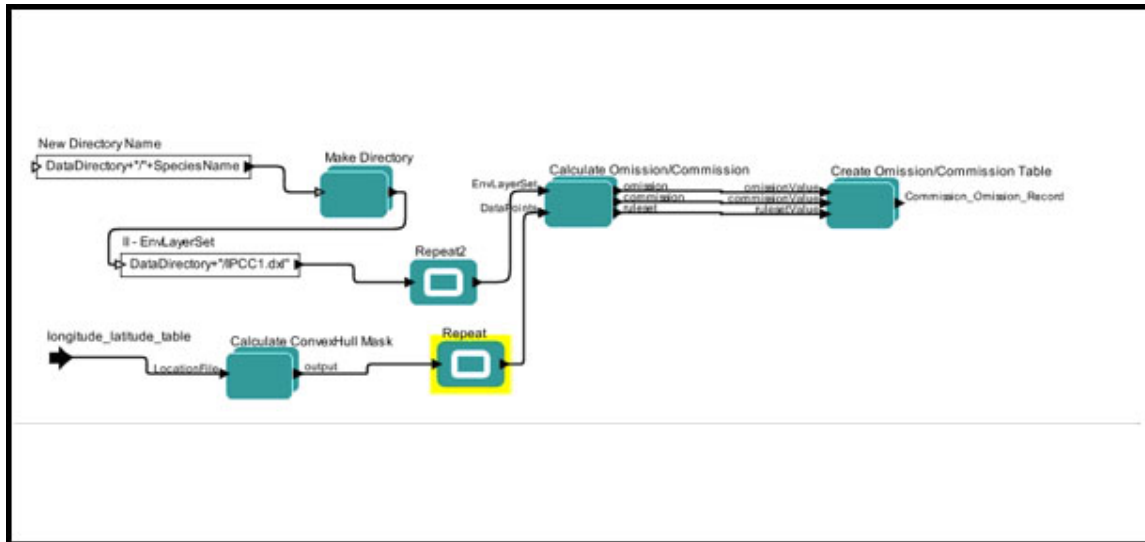 New Directory Name
DataDirectory+"/"+SpeciesName
Make Directory
II - EnvLayerSet
DataDirectory+"/IPCC1.dxl"
Repeat2
longitude_latitude_table
LocationFile
Calculate ConvexHull Mask
output
Repeat
Calculate Omission/Commission
EnvLayerSet
DataPoints
omission
commission
ruleset
Create Omission/Commission Table
omissionValue
commissionValue
rulesetValue
Commission_Omission_Record